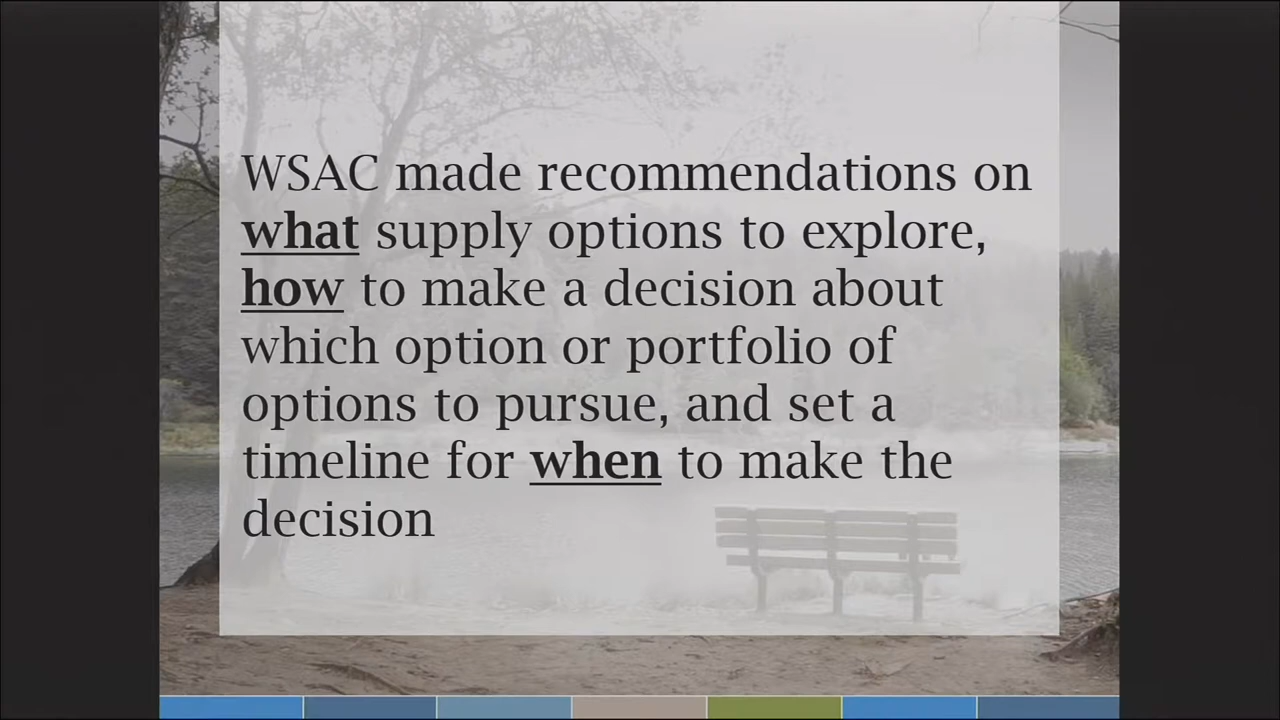 WSAC made recommendations on
what supply options to explore,
how to make a decision about
which option or portfolio of
options to pursue, and set a
timeline for when to make the
decision